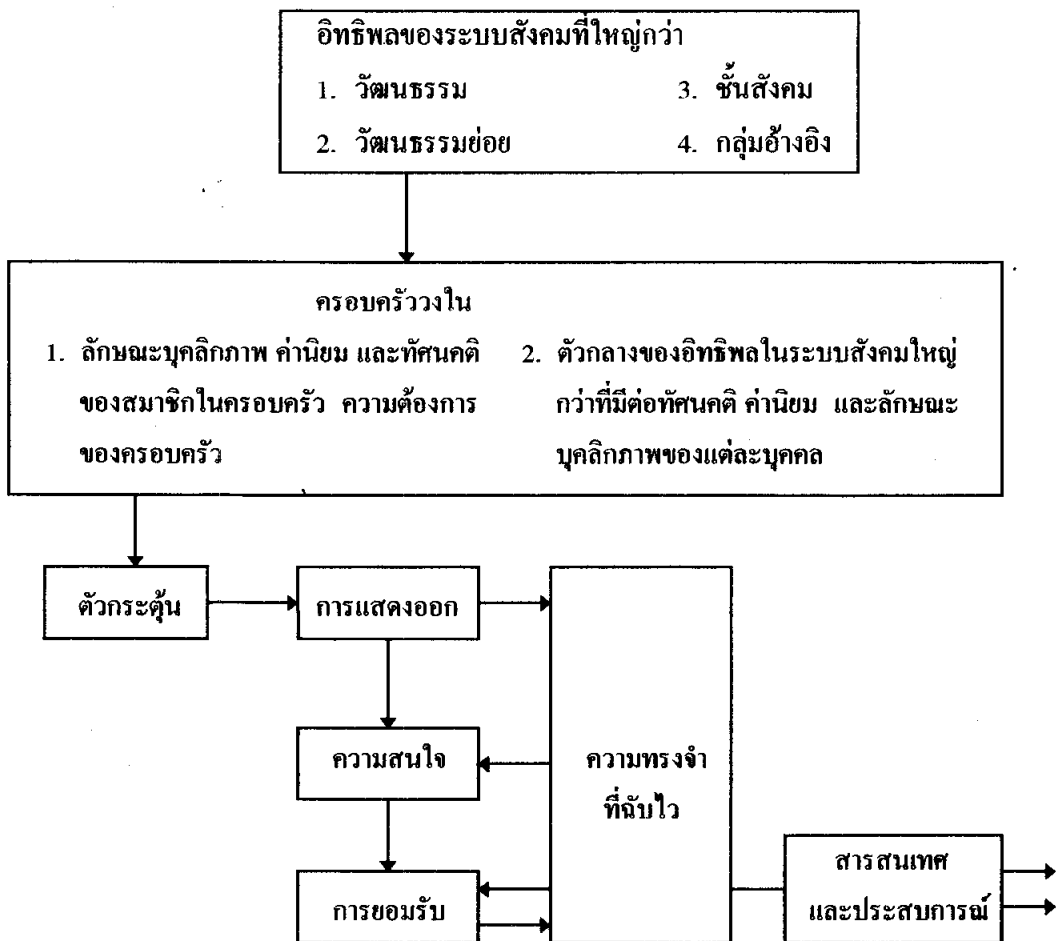 อิทธิพลของระบบสังคมที่ใหญ่กว่า
1. วัฒนธรรม
3. ชั้นสังคม
2. วัฒนธรรมย่อย
4. กลุ่มอ้างอิง
ครอบครัววงใน
1. ลักษณะบุคลิกภาพ ค่านิยม และทัศนคติ
ของสมาชิกในครอบครัว ความต้องการ
ของครอบครัว
2. ตัวกลางของอิทธิพลในระบบสังคมใหญ่
กว่าที่มีต่อทัศนคติ ค่านิยม และลักษณะ
บุคลิกภาพของแต่ละบุคคล
ตัวกระตุ้น
การแสดงออก
ความสนใจ
ความทรงจำ
ที่ฉับไว
การยอมรับ
สารสนเทศ
และประสบการณ์